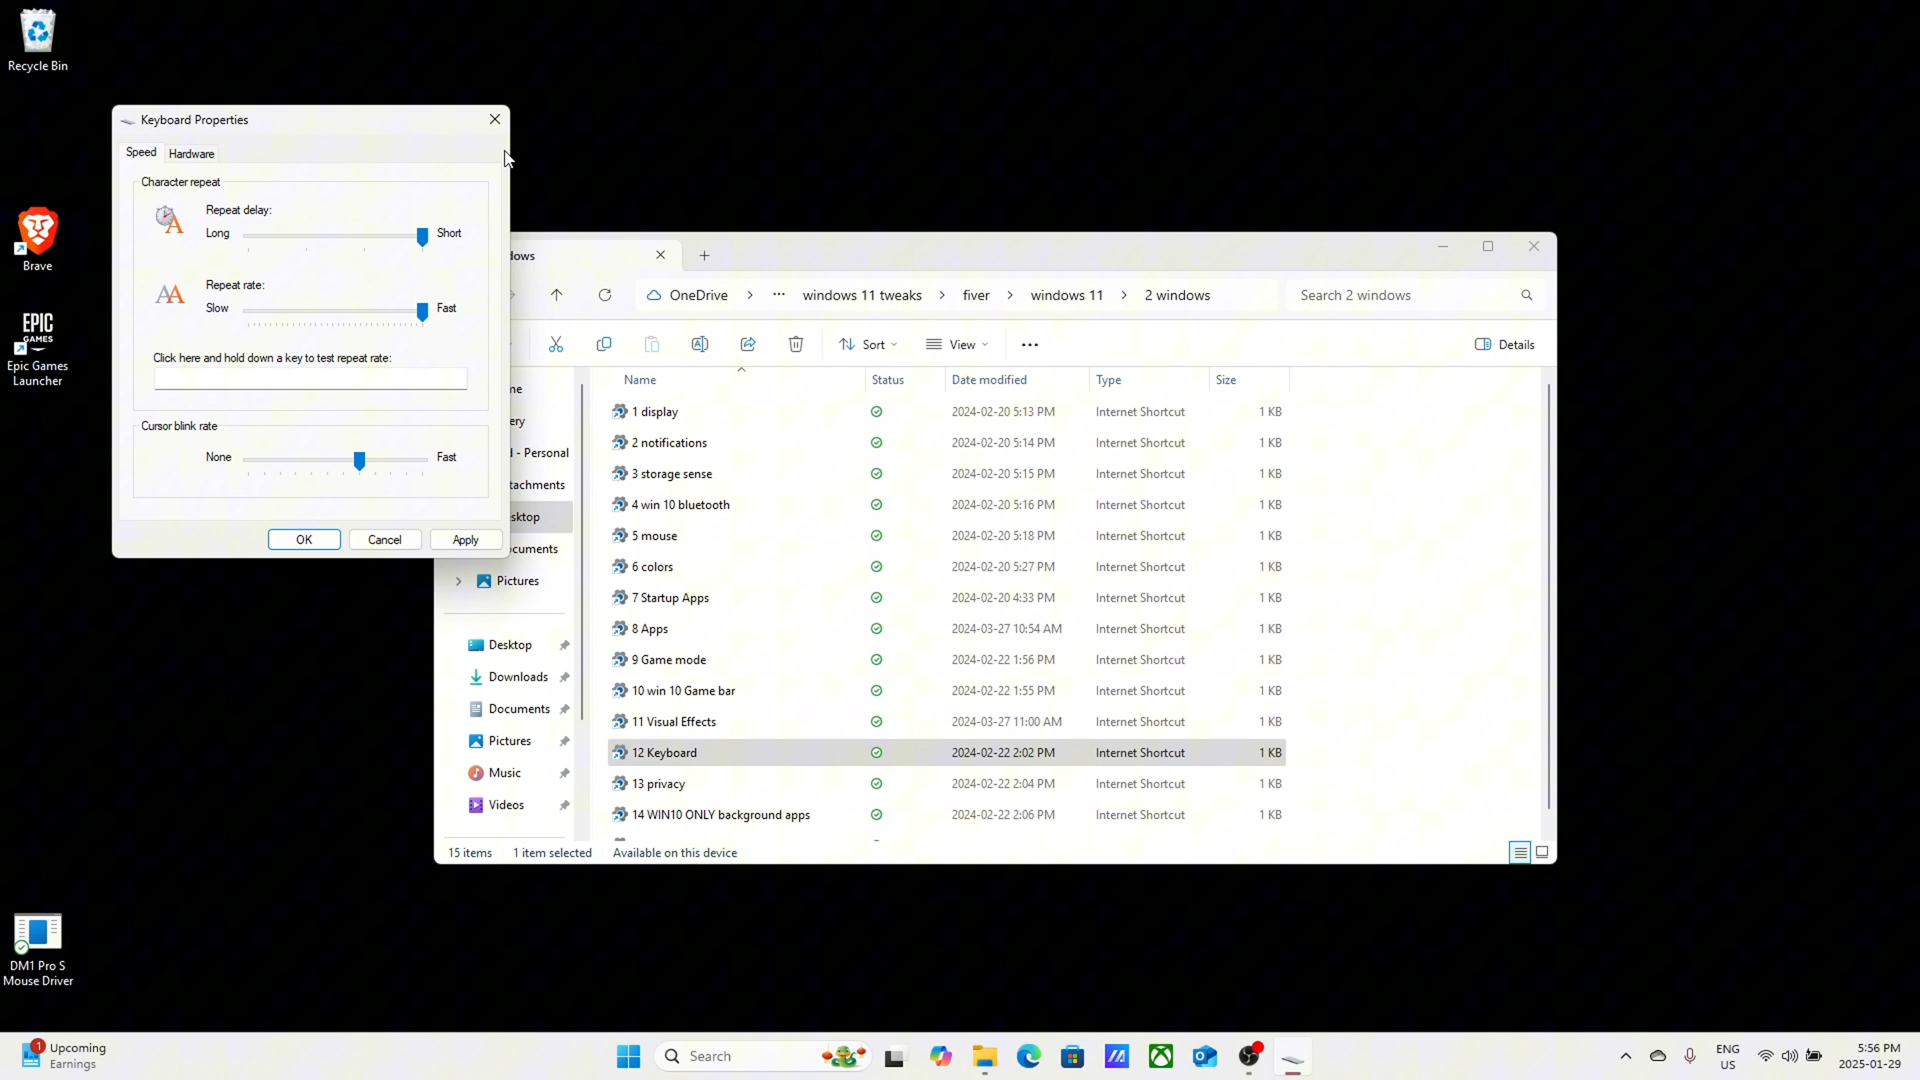 Recycle Bin
Brave
EPIC
GAMES
Epic Games
Launcher
DM1 Pro S
Mouse Driver
Keyboard Properties
Speed
Hardware
Character repeat
Repeat delay:
Long
Short
Repeat rate:
Slow
Fast
Click here and hold down a key to test repeat rate:
Cursor blink rate
None
Fast
OK
Cancel
Apply
dows
OneDrive > ··· windows 11 tweaks > fiver > windows 11 > 2 windows
Search 2 windows
Sort
View
Details
me
ery
d - Personal
tachments
sktop
ocuments
Pictures
Desktop
Downloads
Documents
Pictures
Music
Videos
Name Status Date modified Type Size
1 display 2024-02-20 5:13 PM Internet Shortcut 1 KB
2 notifications 2024-02-20 5:14 PM Internet Shortcut 1 KB
3 storage sense 2024-02-20 5:15 PM Internet Shortcut 1 KB
4 win 10 bluetooth 2024-02-20 5:16 PM Internet Shortcut 1 KB
5 mouse 2024-02-20 5:18 PM Internet Shortcut 1 KB
6 colors 2024-02-20 5:27 PM Internet Shortcut 1 KB
7 Startup Apps 2024-02-20 4:33 PM Internet Shortcut 1 KB
8 Apps 2024-03-27 10:54 AM Internet Shortcut 1 KB
9 Game mode 2024-02-22 1:56 PM Internet Shortcut 1 KB
10 win 10 Game bar 2024-02-22 1:55 PM Internet Shortcut 1 KB
11 Visual Effects 2024-03-27 11:00 AM Internet Shortcut 1 KB
12 Keyboard 2024-02-22 2:02 PM Internet Shortcut 1 KB
13 privacy 2024-02-22 2:04 PM Internet Shortcut 1 KB
14 WIN10 ONLY background apps 2024-02-22 2:06 PM Internet Shortcut 1 KB
15 items 1 item selected Available on this device
1
Upcoming
Earnings
Search
ENG
US
5:56 PM
2025-01-29